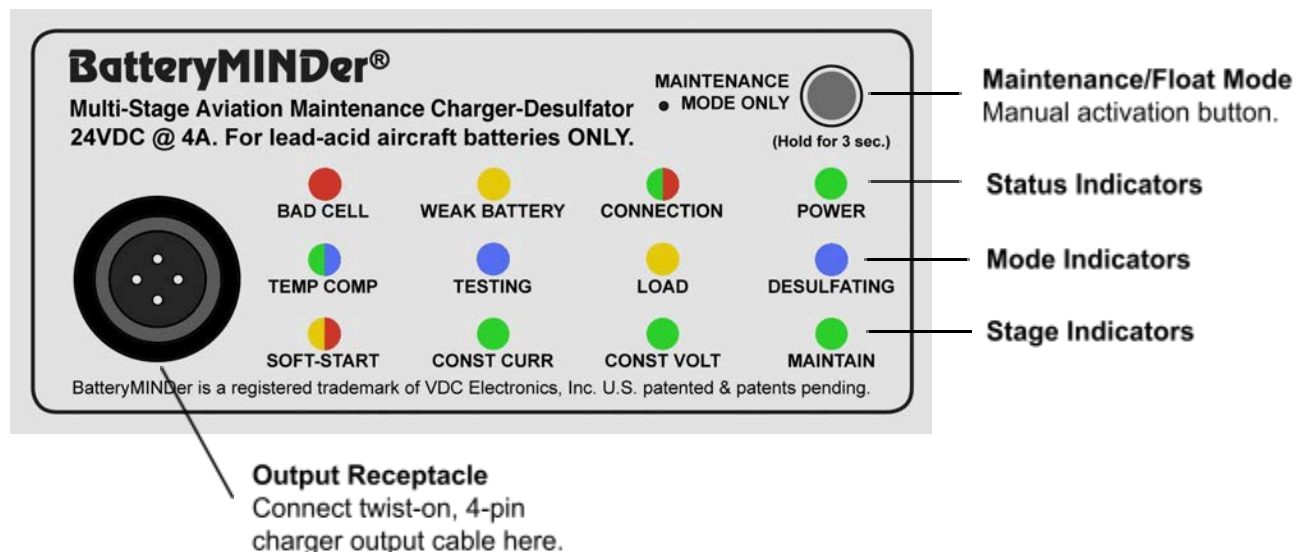 BatteryMINDer®
Multi-Stage Aviation Maintenance Charger-Desulfator
24VDC @ 4A. For lead-acid aircraft batteries ONLY.
MAINTENANCE
● MODE ONLY
(Hold for 3 sec.)
Maintenance/Float Mode
Manual activation button.
BAD CELL WEAK BATTERY CONNECTION POWER
Status Indicators
TEMP COMP TESTING LOAD DESULFATING
Mode Indicators
SOFT-START CONST CURR CONST VOLT MAINTAIN
Stage Indicators
BatteryMINDer is a registered trademark of VDC Electronics, Inc. U.S. patented & patents pending.
Output Receptacle
Connect twist-on, 4-pin
charger output cable here.